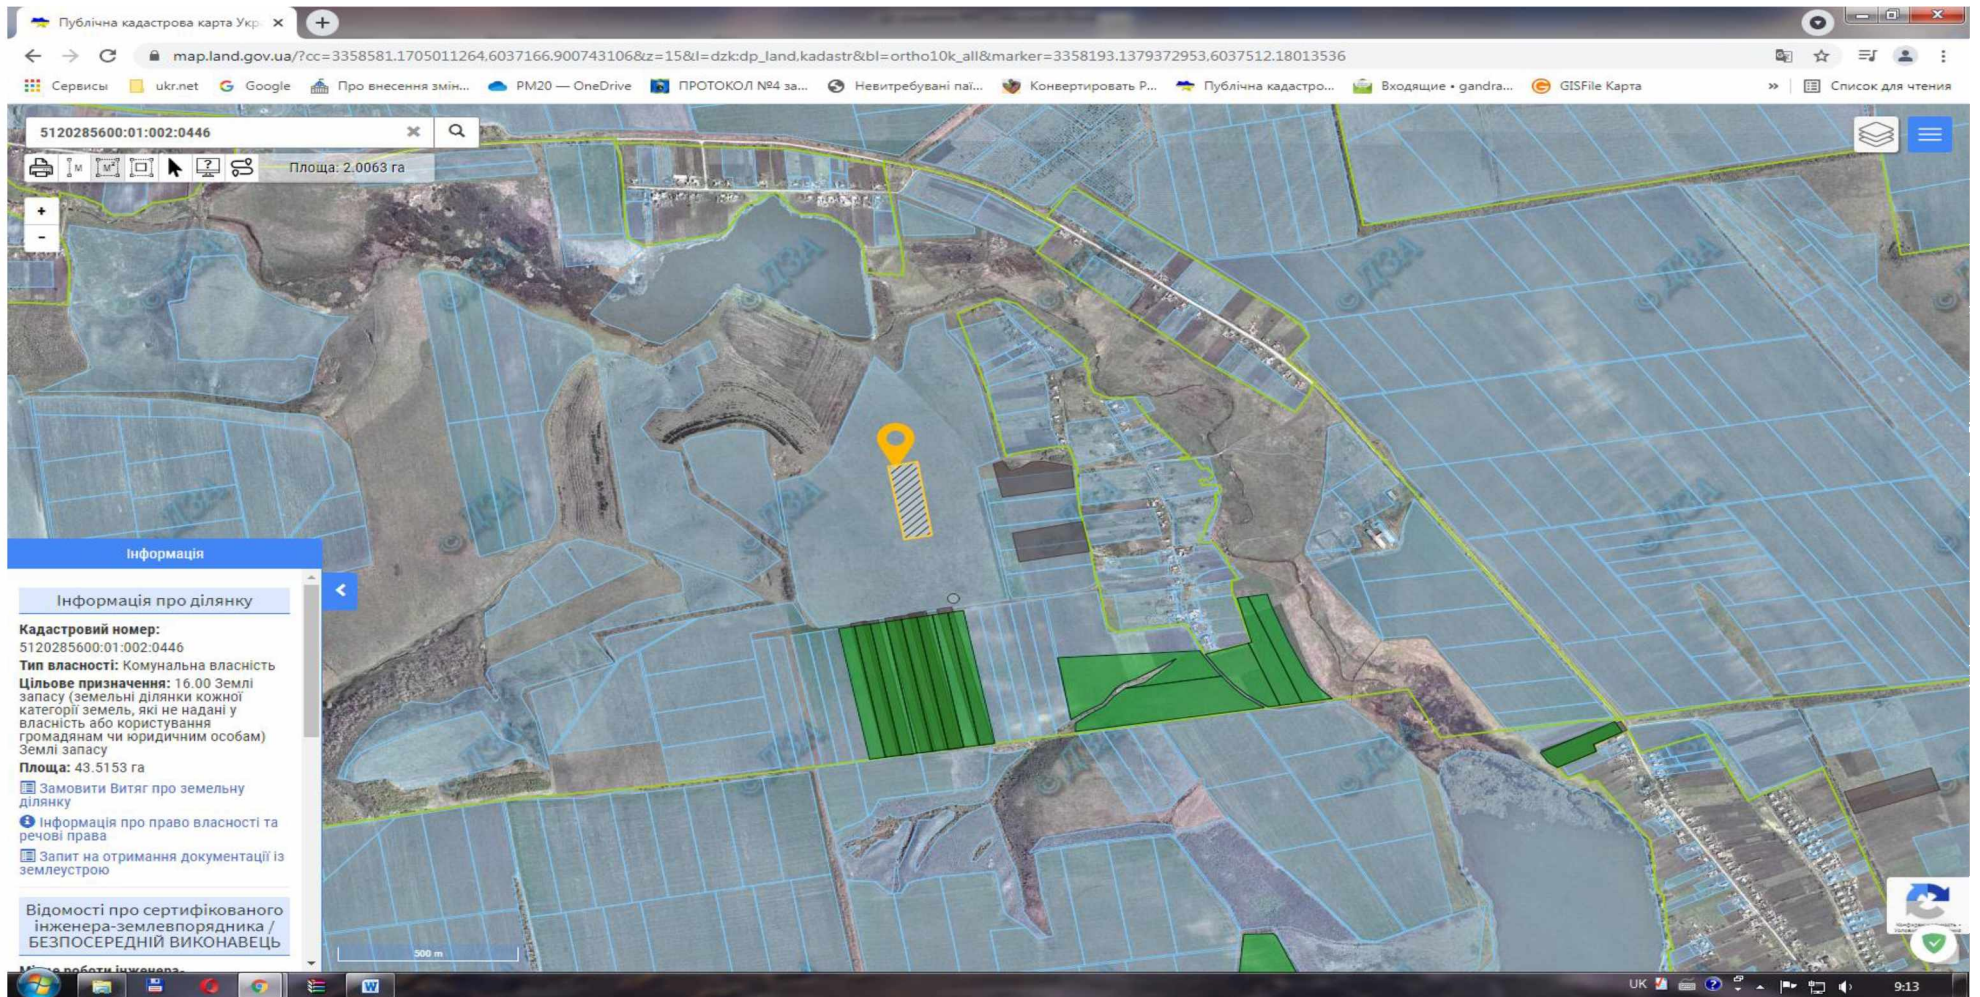 Публічна кадастрова карта Укр
map.land.gov.ua/?cc=3358581.1705011264,6037166.900743106&z=15&l=dzk:dp_land,kadastr&bl=ortho10k_all&marker=3358193.1379372953,6037512.18013536
Сервисы ukr.net Google Про внесення змін... PM20 — OneDrive ПРОТОКОЛ №4 за... Невитребувані паї... Конвертировать Р... Публічна кадастро... Входящие • gandra... GISFile Карта » Список для чтения
5120285600:01:002:0446
М М² Площа: 2.0063 га
+
-
© ДЗА
Інформація
Інформація про ділянку
Кадастровий номер:
5120285600:01:002:0446
Тип власності: Комунальна власність
Цільове призначення: 16.00 Землі
запасу (земельні ділянки кожної
категорії земель, які не надані у
власність або користування
громадянам чи юридичним особам)
Землі запасу
Площа: 43.5153 га
Замовити Витяг про земельну
ділянку
Інформація про право власності та
речові права
Запит на отримання документації із
землеустрою
Відомості про сертифікованого
інженера-землевпорядника /
БЕЗПОСЕРЕДНІЙ ВИКОНАВЕЦЬ
Місце роботи інженера-
500 m
UK 9:13